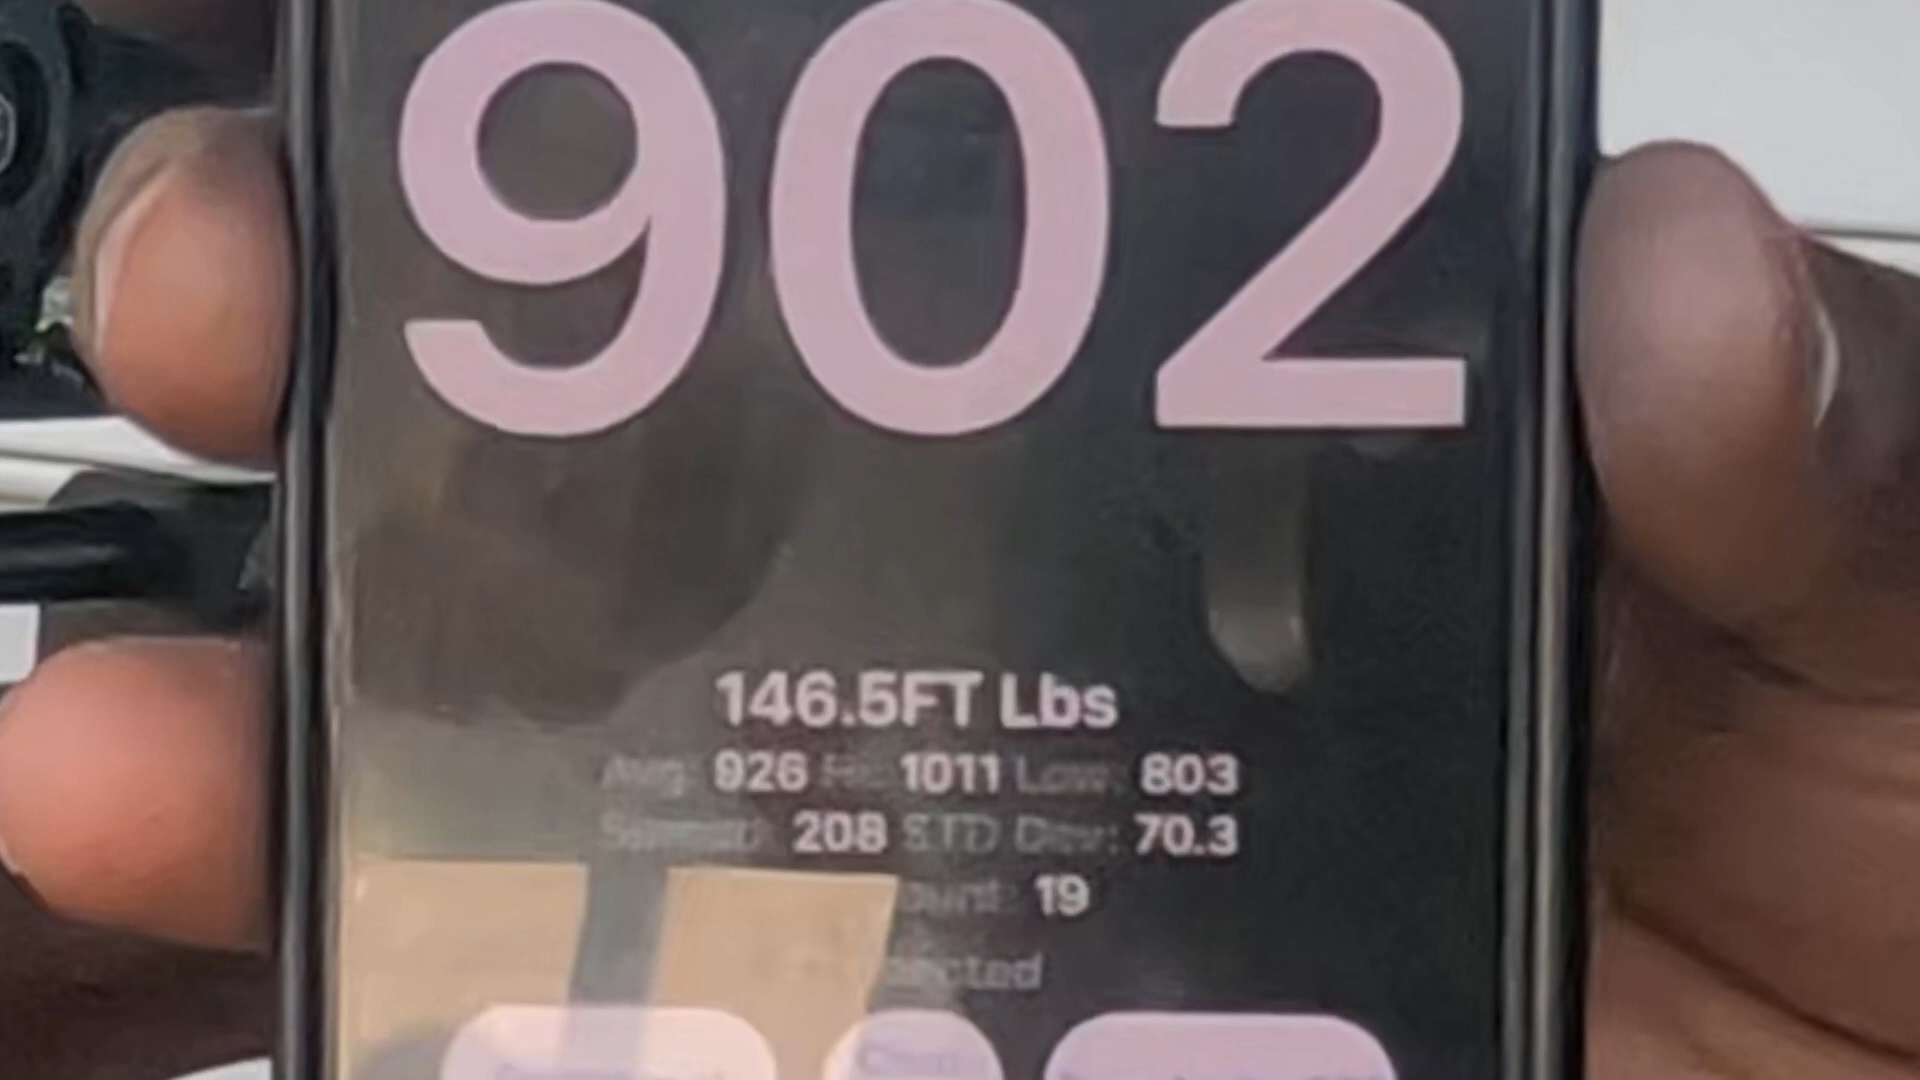 902
146.5FT Lbs
Avg: 926 Hi: 1011 Low: 803
Spread: 208 STD Dev: 70.3
19